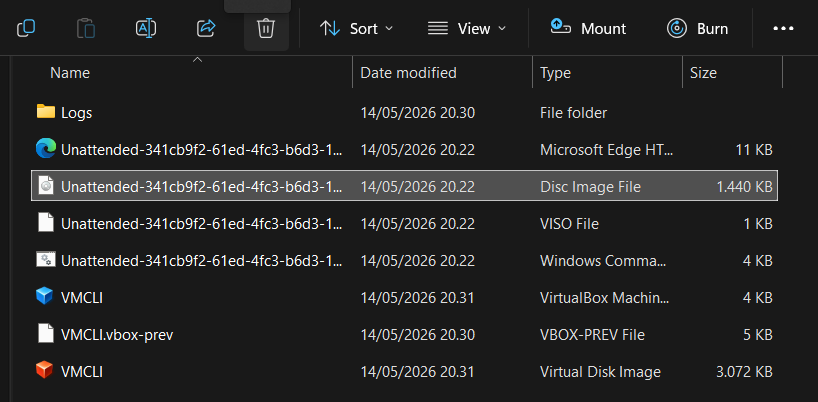 Sort View Mount Burn
Name Date modified Type Size
Logs 14/05/2026 20.30 File folder
Unattended-341cb9f2-61ed-4fc3-b6d3-1... 14/05/2026 20.22 Microsoft Edge HT... 11 KB
Unattended-341cb9f2-61ed-4fc3-b6d3-1... 14/05/2026 20.22 Disc Image File 1.440 KB
Unattended-341cb9f2-61ed-4fc3-b6d3-1... 14/05/2026 20.22 VISO File 1 KB
Unattended-341cb9f2-61ed-4fc3-b6d3-1... 14/05/2026 20.22 Windows Comma... 4 KB
VMCLI 14/05/2026 20.31 VirtualBox Machin... 4 KB
VMCLI.vbox-prev 14/05/2026 20.30 VBOX-PREV File 5 KB
VMCLI 14/05/2026 20.31 Virtual Disk Image 3.072 KB